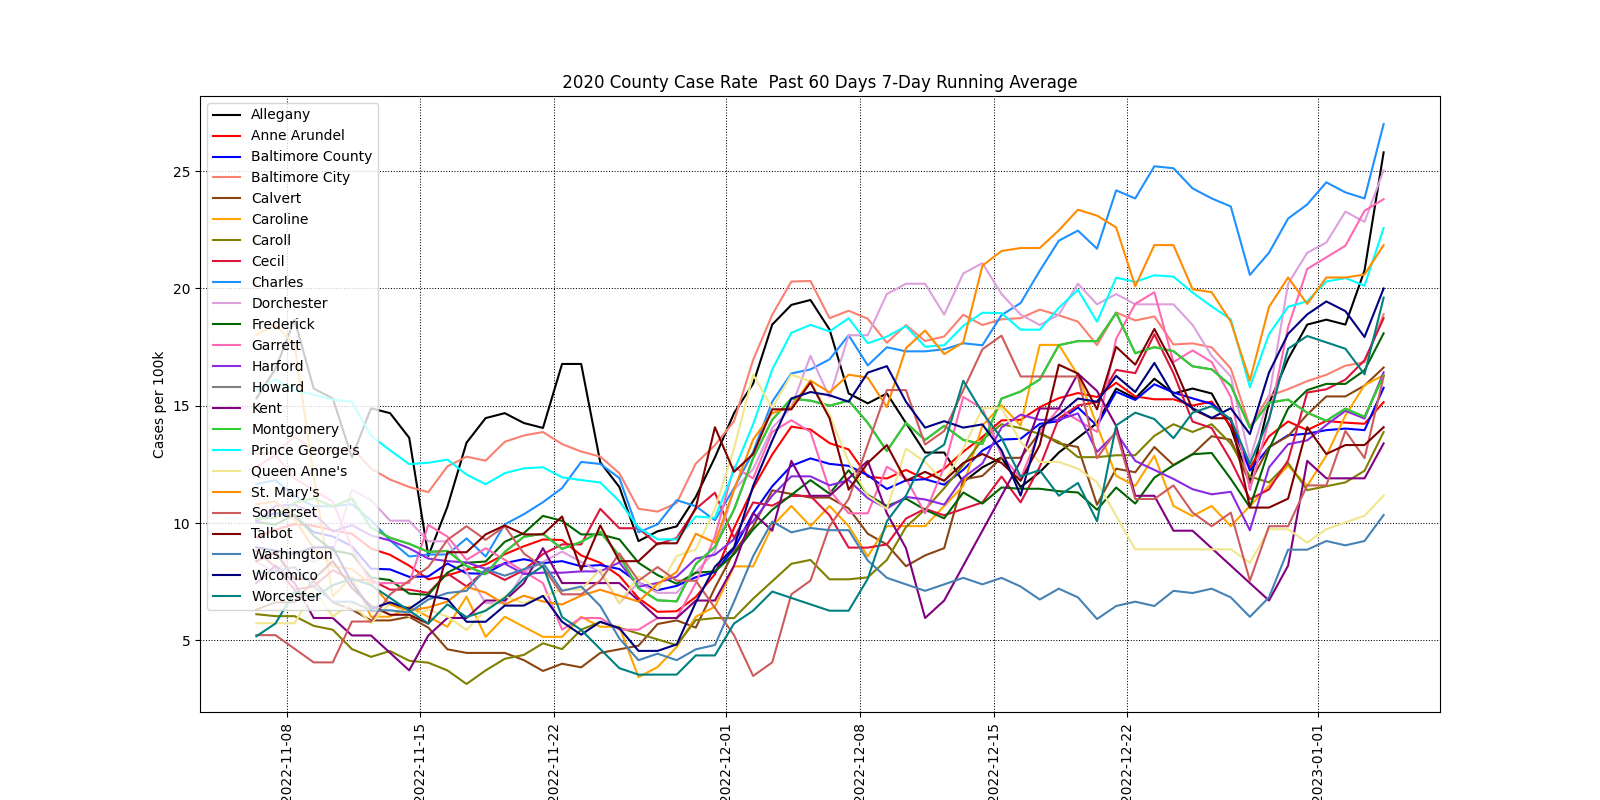 2020 County Case Rate  Past 60 Days 7-Day Running Average
Cases per 100k
25
20
15
10
5
Allegany
Anne Arundel
Baltimore County
Baltimore City
Calvert
Caroline
Caroll
Cecil
Charles
Dorchester
Frederick
Garrett
Harford
Howard
Kent
Montgomery
Prince George's
Queen Anne's
St. Mary's
Somerset
Talbot
Washington
Wicomico
Worcester
2022-11-08
2022-11-15
2022-11-22
2022-12-01
2022-12-08
2022-12-15
2022-12-22
2023-01-01